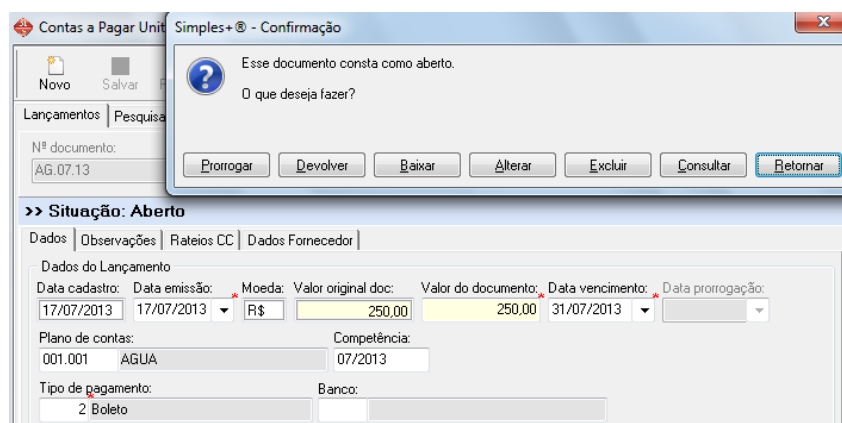 Contas a Pagar Unit
Simples+® - Confirmação
Esse documento consta como aberto.
O que deseja fazer?
Prorrogar Devolver Baixar Alterar Excluir Consultar Retornar
Novo Salvar
Lançamentos Pesquisa
Nº documento:
AG.07.13
>> Situação: Aberto
Dados Observações Rateios CC Dados Fornecedor
Dados do Lançamento
Data cadastro: Data emissão: * Moeda: Valor original doc: Valor do documento: * Data vencimento: * Data prorrogação:
17/07/2013 17/07/2013 R$ 250,00 250,00 31/07/2013
Plano de contas: Competência:
001.001 AGUA 07/2013
Tipo de pagamento: * Banco:
2 Boleto